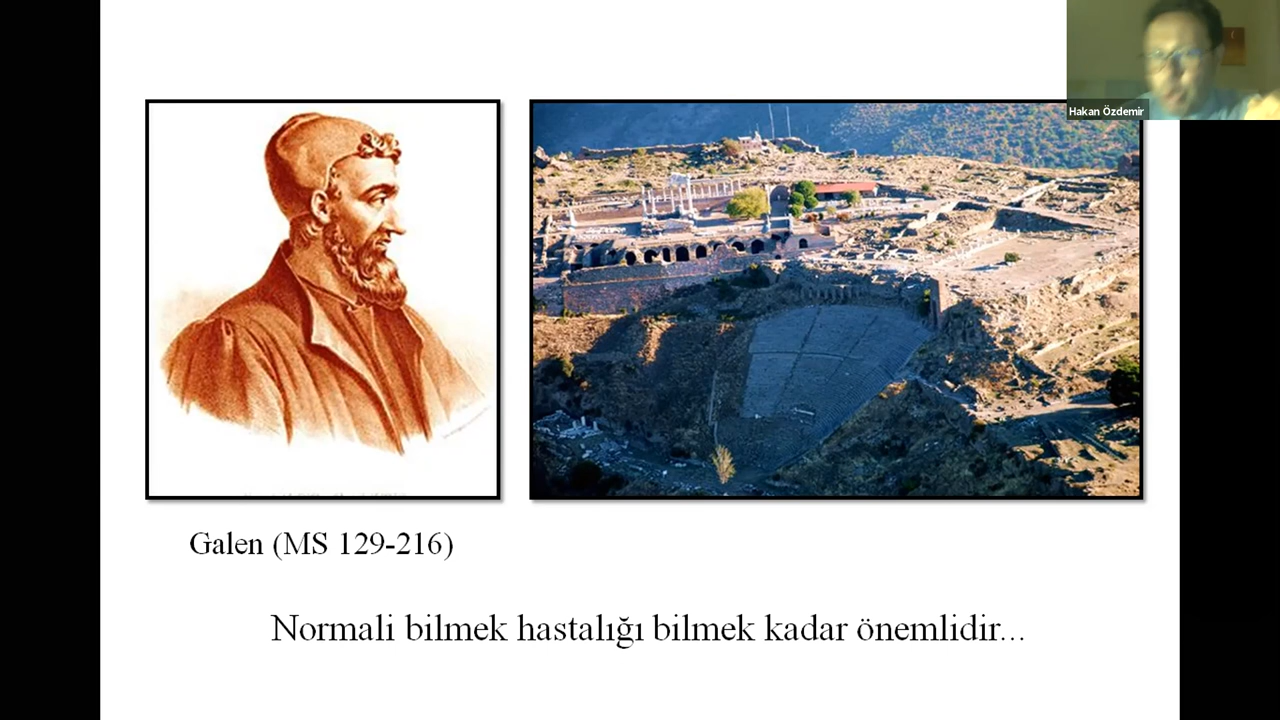 Hakan Özdemir
Galen (MS 129-216)
Normali bilmek hastalığı bilmek kadar önemlidir...